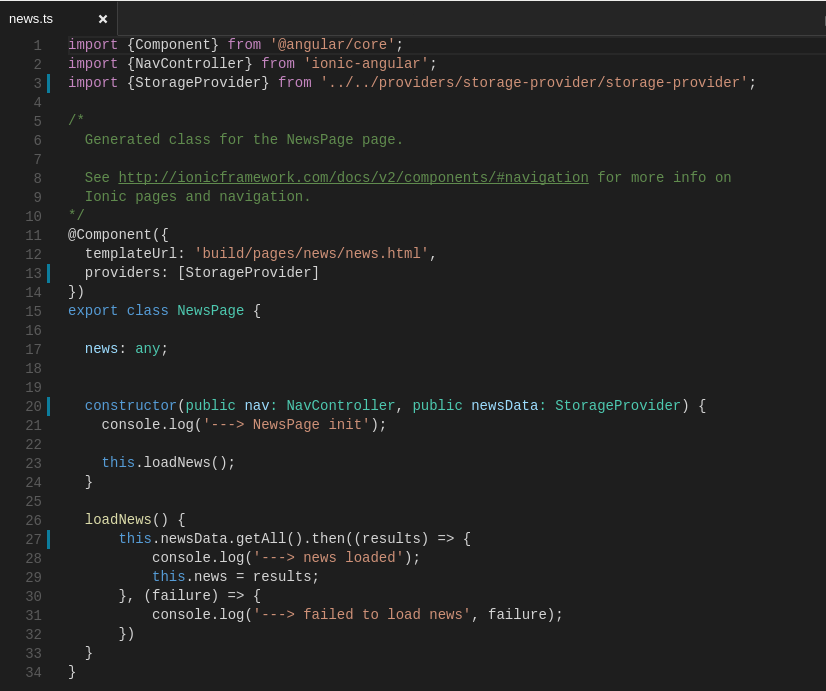 news.ts ×
1 import {Component} from '@angular/core';
2 import {NavController} from 'ionic-angular';
3 import {StorageProvider} from '../../providers/storage-provider/storage-provider';
4
5 /*
6   Generated class for the NewsPage page.
7
8   See http://ionicframework.com/docs/v2/components/#navigation for more info on
9   Ionic pages and navigation.
10 */
11 @Component({
12   templateUrl: 'build/pages/news/news.html',
13   providers: [StorageProvider]
14 })
15 export class NewsPage {
16
17   news: any;
18
19
20   constructor(public nav: NavController, public newsData: StorageProvider) {
21     console.log('---> NewsPage init');
22
23     this.loadNews();
24   }
25
26   loadNews() {
27       this.newsData.getAll().then((results) => {
28           console.log('---> news loaded');
29           this.news = results;
30       }, (failure) => {
31           console.log('---> failed to load news', failure);
32       })
33   }
34 }